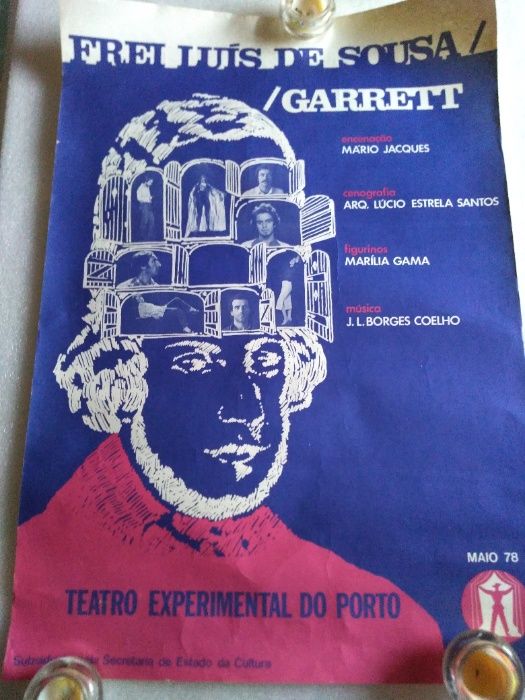 FREI LUÍS DE SOUSA/
/GARRETT
encenação
MÁRIO JACQUES
cenografia
ARQ. LÚCIO ESTRELA SANTOS
figurinos
MARÍLIA GAMA
música
J. L. BORGES COELHO
MAIO 78
TEATRO EXPERIMENTAL DO PORTO
Secretaria de Estado da Cultura